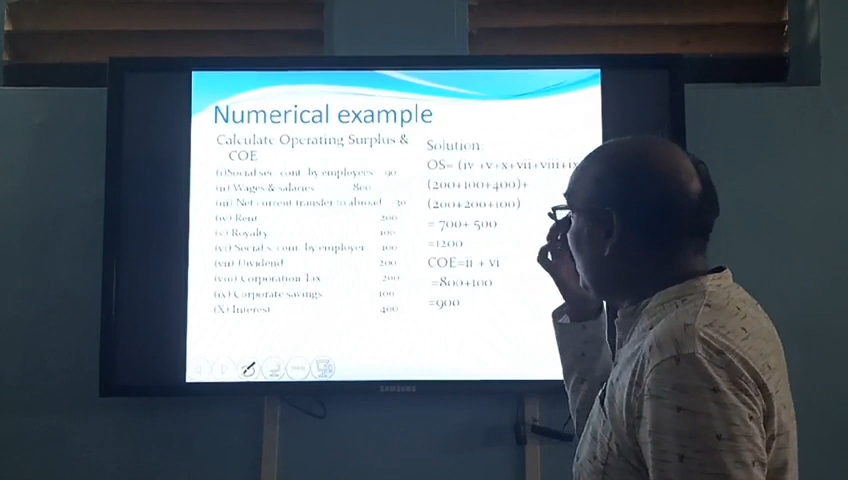 Numerical example
Calculate Operating Surplus &
COE
(i)Social sec. cont. by employees 90
(ii) Wages & salaries 800
(iii) Net current transfer to abroad 30
(iv) Rent 200
(v) Royalty 100
(vi) Social s. cont. by employer 100
(vii) Dividend 200
(viii) Corporation Tax 200
(ix) Corporate savings 100
(X) Interest 400
Solution:
OS= (iv +v+x+vii+viii+ix
(200+100+400)+
(200+200+100)
= 700+ 500
=1200
COE=ii + vi
=800+100
=900
SAMSUNG